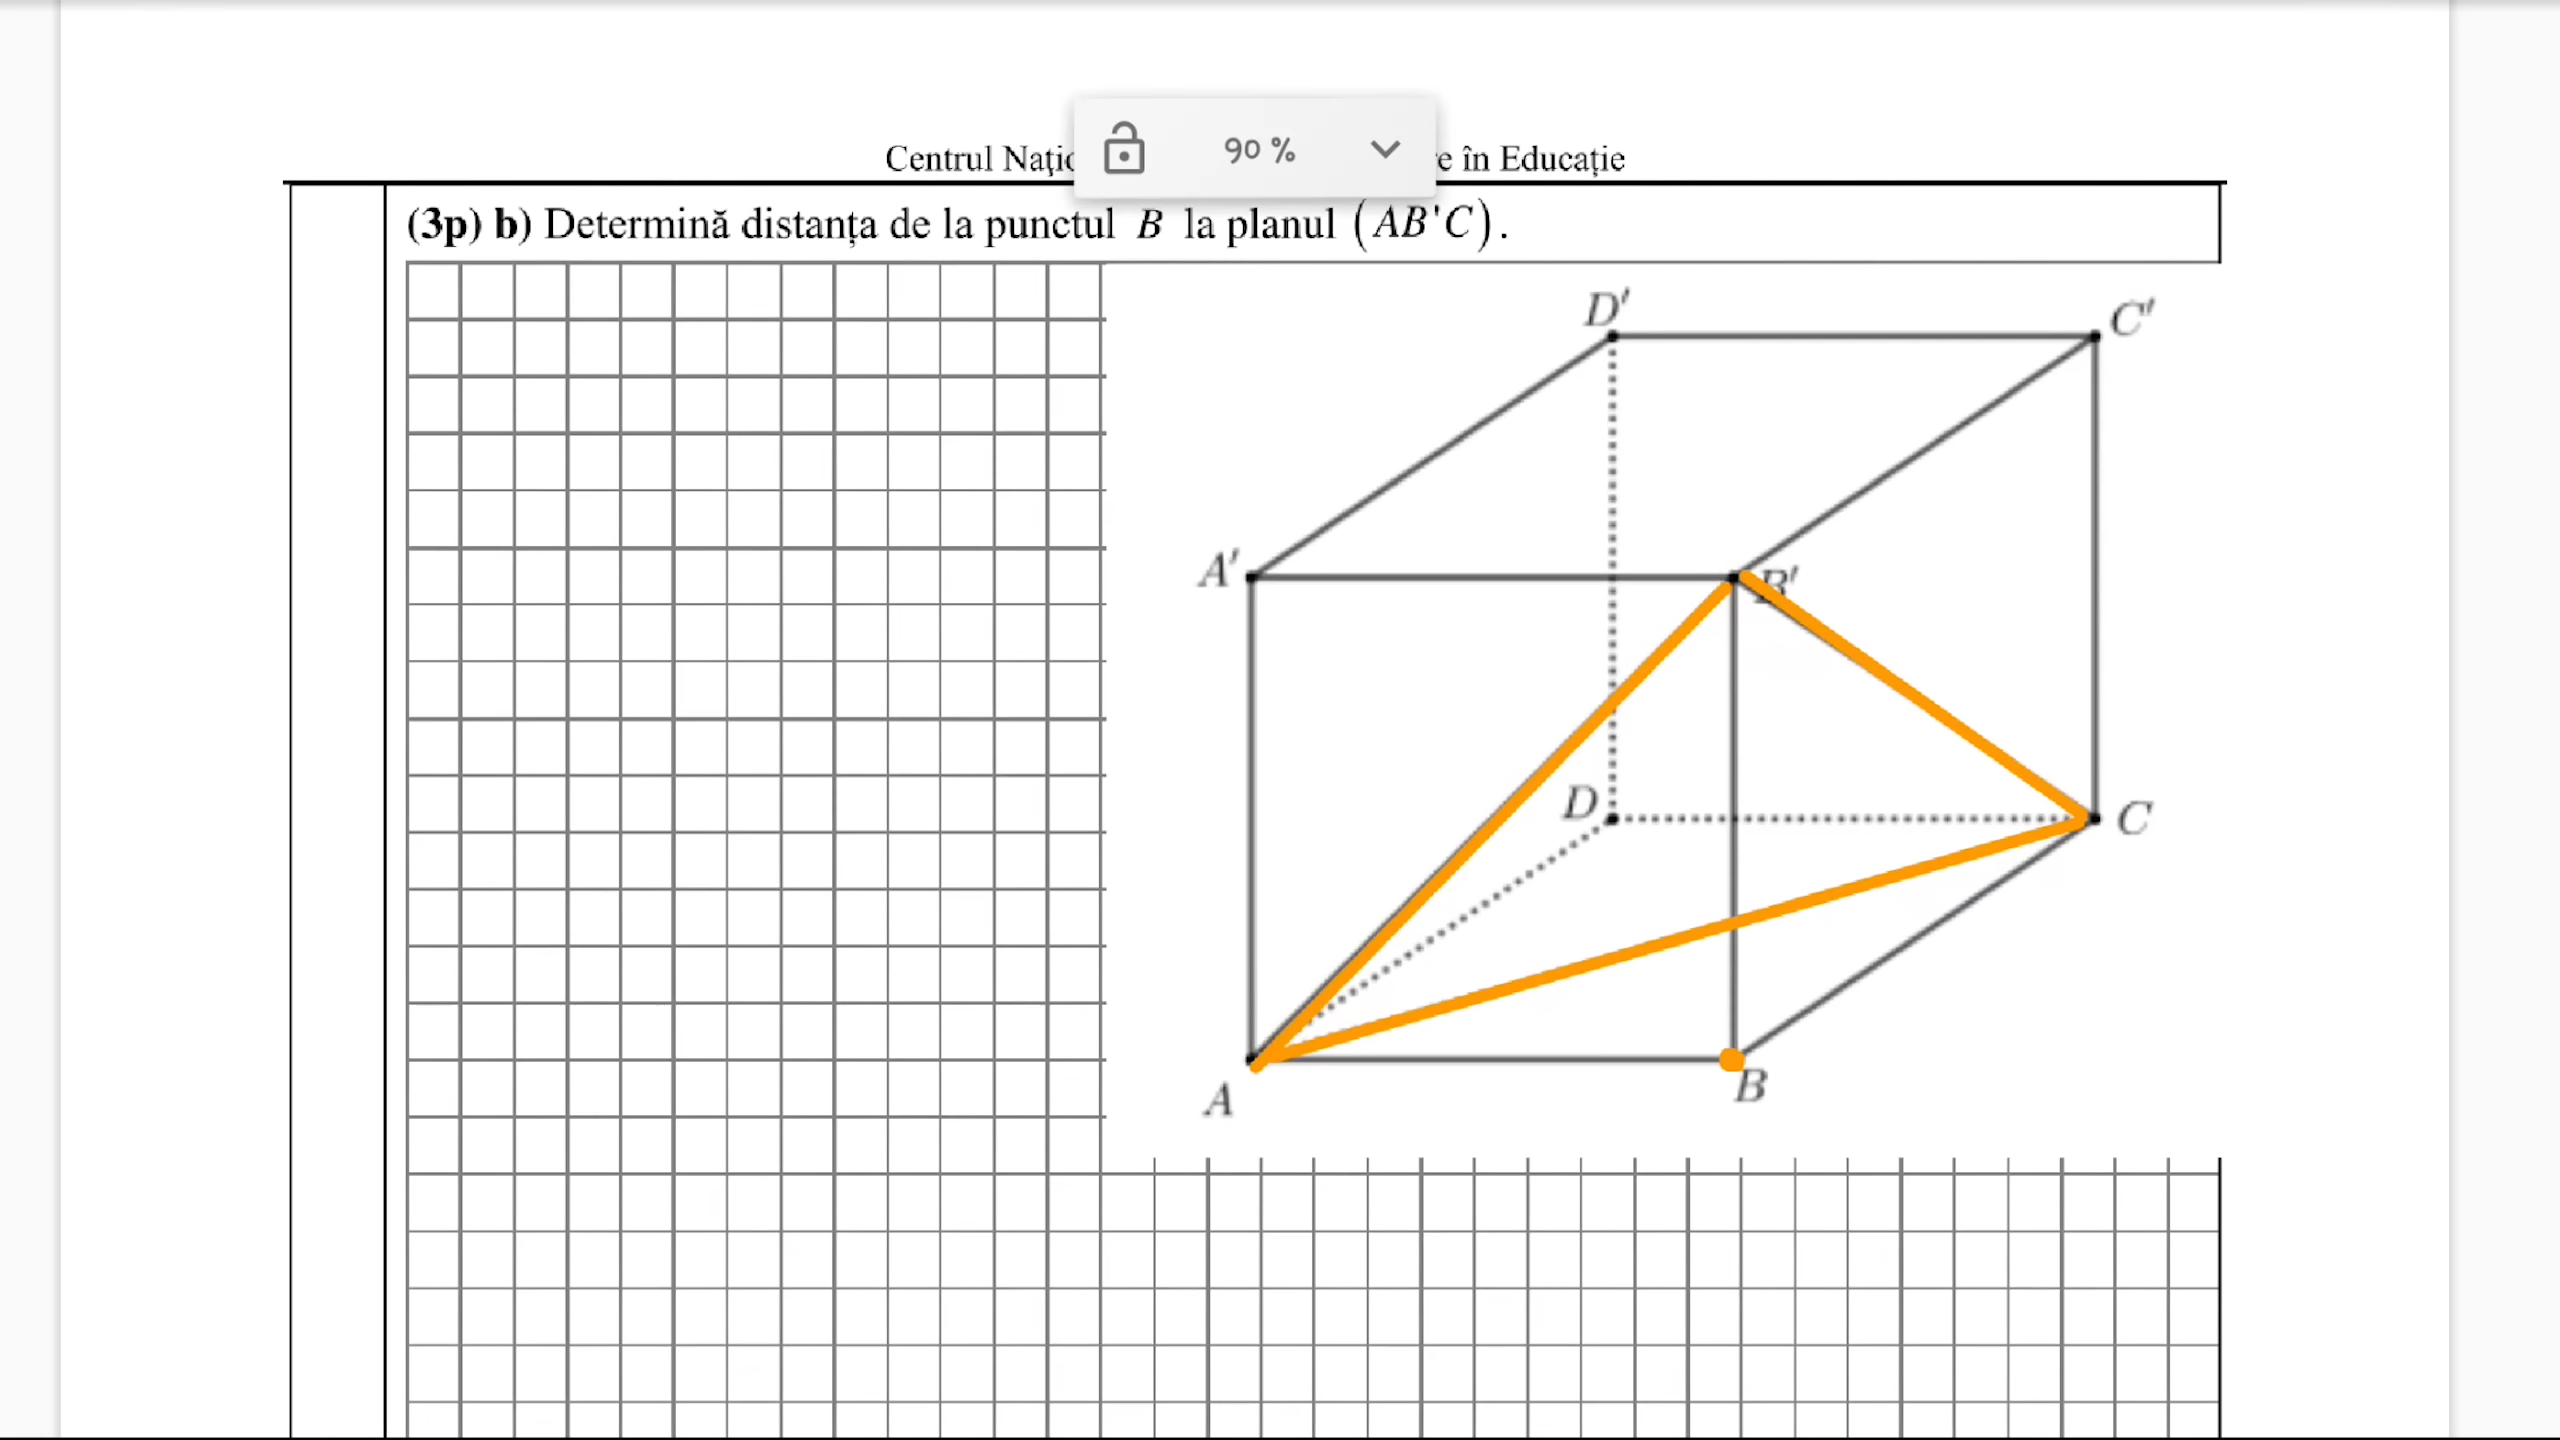 90 %
Centrul Națio e în Educație
(3p) b) Determină distanța de la punctul B la planul (AB'C).
D'
C'
A'
B'
D
C
A
B